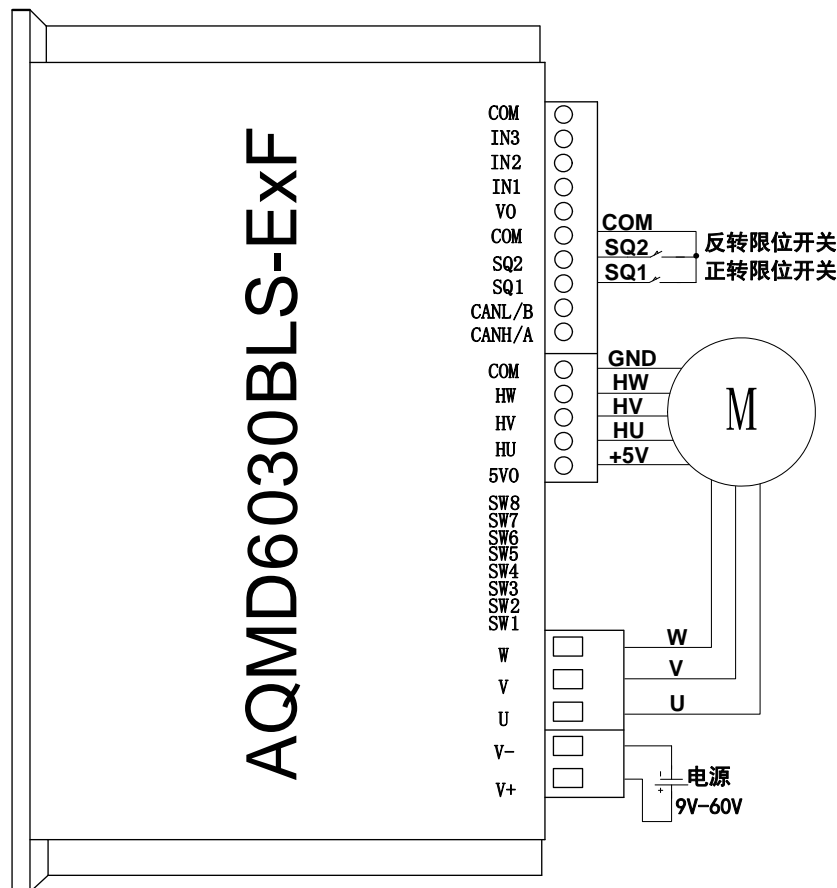 AQMD6030BLS-ExF
COM
IN3
IN2
IN1
VO
COM
SQ2
SQ1
CANL/B
CANH/A
COM
HW
HV
HU
5VO
SW8
SW7
SW6
SW5
SW4
SW3
SW2
SW1
W
V
U
V-
V+
COM
SQ2
SQ1
反转限位开关
正转限位开关
GND
HW
HV
HU
+5V
M
W
V
U
-
+
电源
9V-60V